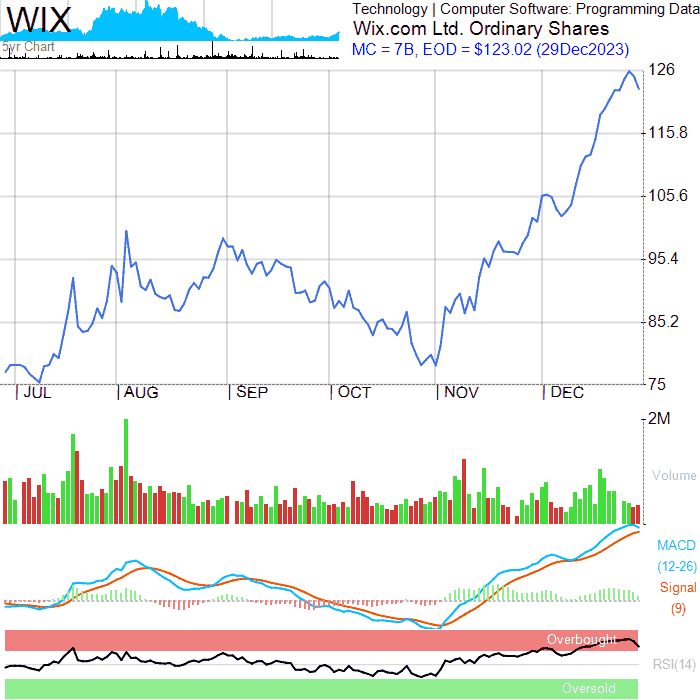 WIX
5yr Chart
Technology | Computer Software: Programming Data
Wix.com Ltd. Ordinary Shares
MC = 7B, EOD = $123.02 (29Dec2023)
126
115.8
105.6
95.4
85.2
75
JUL AUG SEP OCT NOV DEC
2M
Volume
MACD
(12-26)
Signal
(9)
Overbought
RSI(14)
Oversold